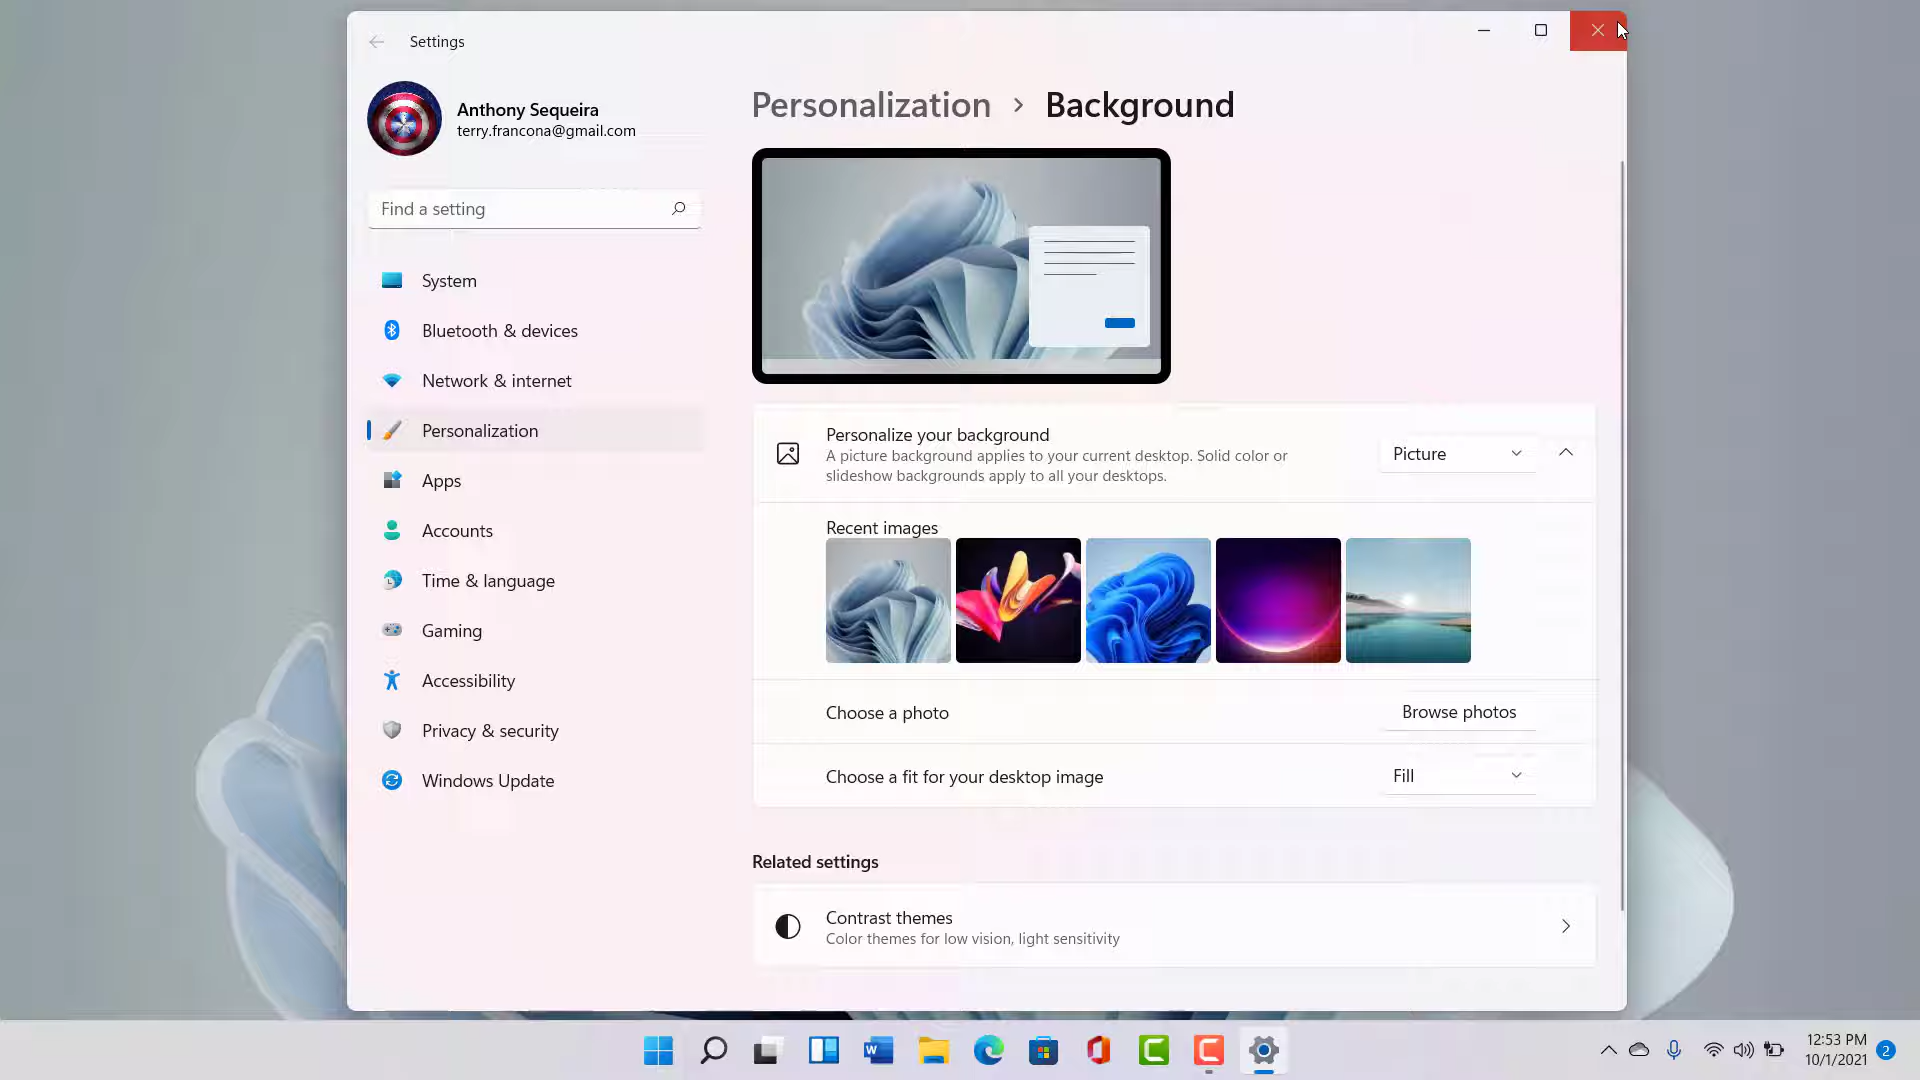 Settings
Anthony Sequeira
terry.francona@gmail.com
Find a setting
System
Bluetooth & devices
Network & internet
Personalization
Apps
Accounts
Time & language
Gaming
Accessibility
Privacy & security
Windows Update
Personalization > Background
Personalize your background
A picture background applies to your current desktop. Solid color or
slideshow backgrounds apply to all your desktops.
Picture
Recent images
Choose a photo
Browse photos
Choose a fit for your desktop image
Fill
Related settings
Contrast themes
Color themes for low vision, light sensitivity
12:53 PM
10/1/2021
2